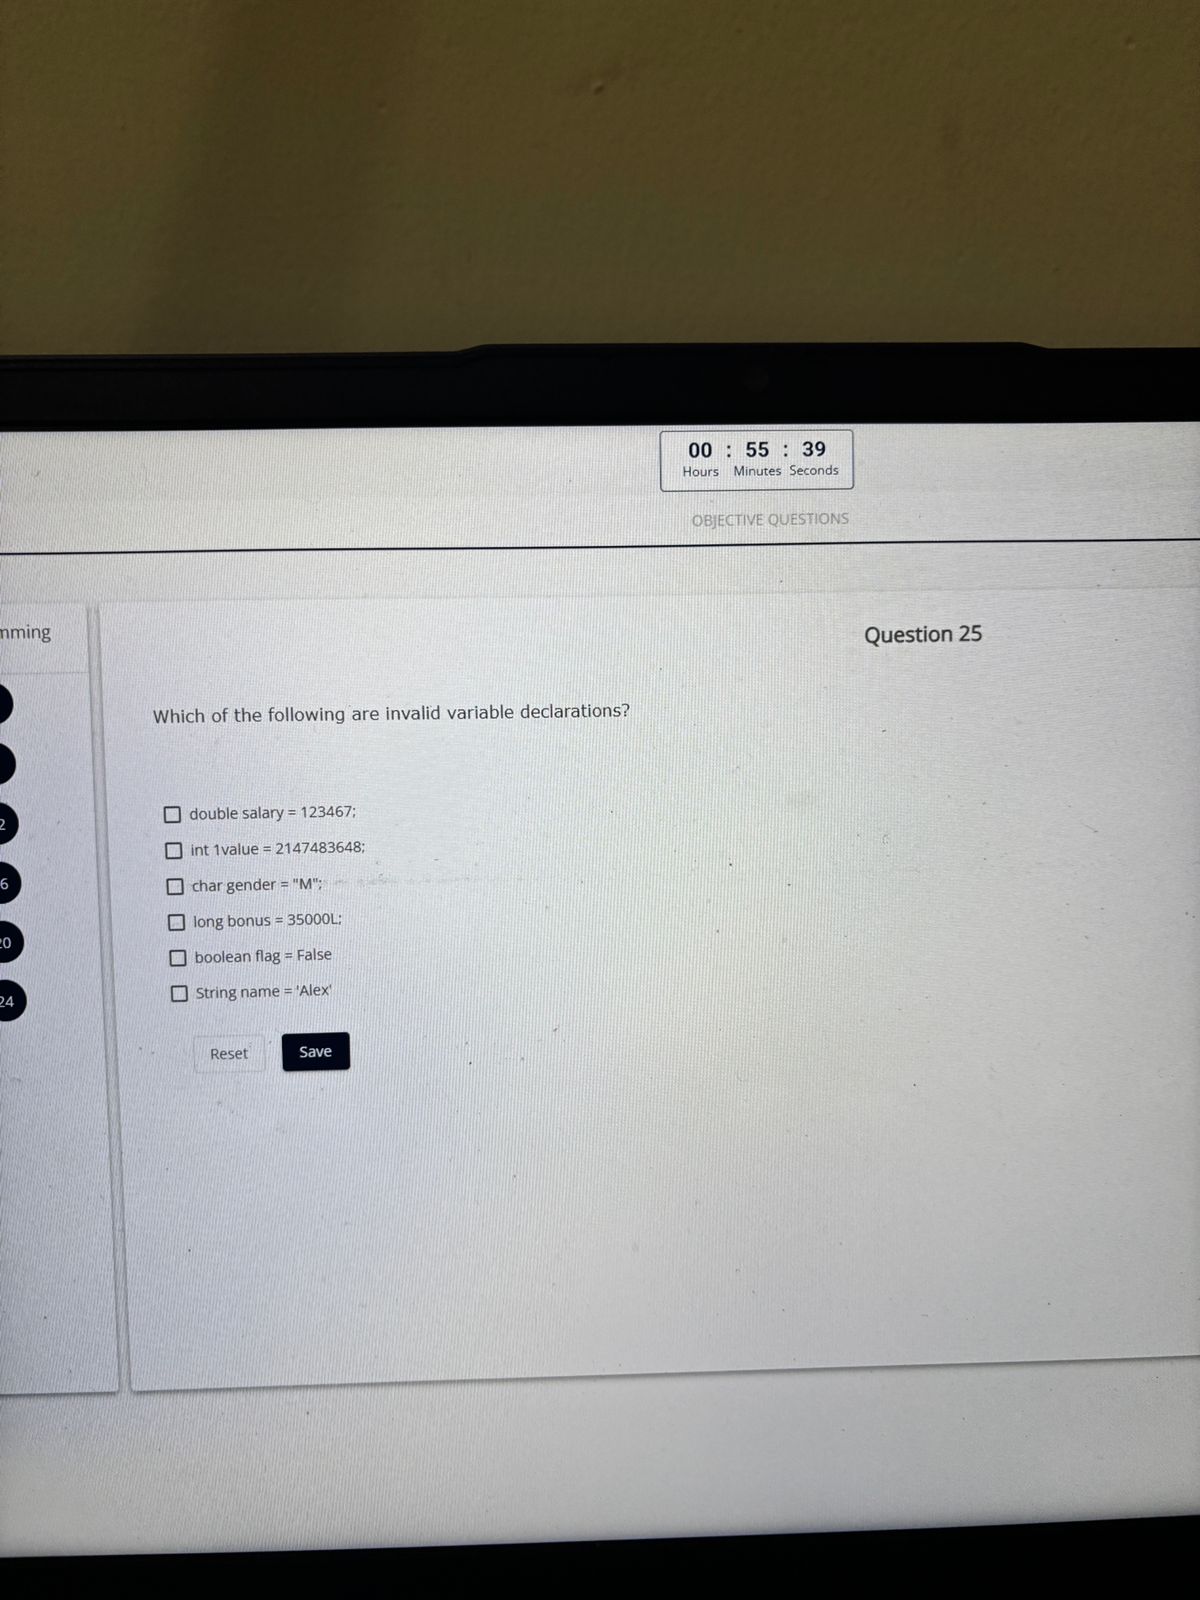 00 : 55 : 39
Hours Minutes Seconds
OBJECTIVE QUESTIONS
Question 25
Which of the following are invalid variable declarations?
double salary = 123467;
int 1value = 2147483648;
char gender = "M";
long bonus = 35000L;
boolean flag = False
String name = 'Alex'
Reset Save
mming
2
6
20
24